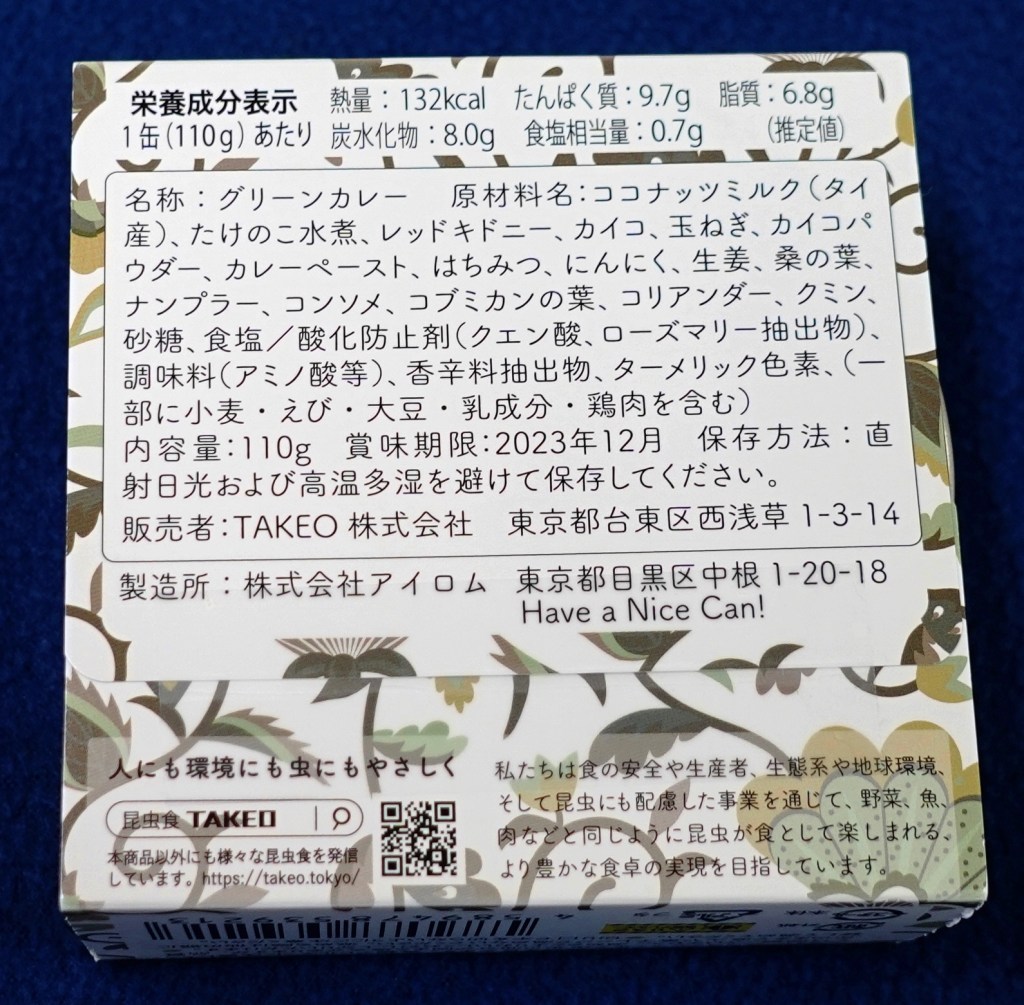 栄養成分表示 熱量：132kcal たんぱく質：9.7g 脂質：6.8g
1缶（110g）あたり 炭水化物：8.0g 食塩相当量：0.7g （推定値）
名称：グリーンカレー 原材料名：ココナッツミルク（タイ
産）、たけのこ水煮、レッドキドニー、カイコ、玉ねぎ、カイコパ
ウダー、カレーペースト、はちみつ、にんにく、生姜、桑の葉、
ナンプラー、コンソメ、コブミカンの葉、コリアンダー、クミン、
砂糖、食塩／酸化防止剤（クエン酸、ローズマリー抽出物）、
調味料（アミノ酸等）、香辛料抽出物、ターメリック色素、（一
部に小麦・えび・大豆・乳成分・鶏肉を含む）
内容量：110g 賞味期限：2023年12月 保存方法：直
射日光および高温多湿を避けて保存してください。
販売者：TAKEO 株式会社 東京都台東区西浅草 1-3-14
製造所：株式会社アイロム 東京都目黒区中根 1-20-18
Have a Nice Can!
人にも環境にも虫にもやさしく
昆虫食 TAKEO
本商品以外にも様々な昆虫食を発信
しています。https://takeo.tokyo/
私たちは食の安全や生産者、生態系や地球環境、
そして昆虫にも配慮した事業を通じて、野菜、魚、
肉などと同じように昆虫が食として楽しまれる、
より豊かな食卓の実現を目指しています。